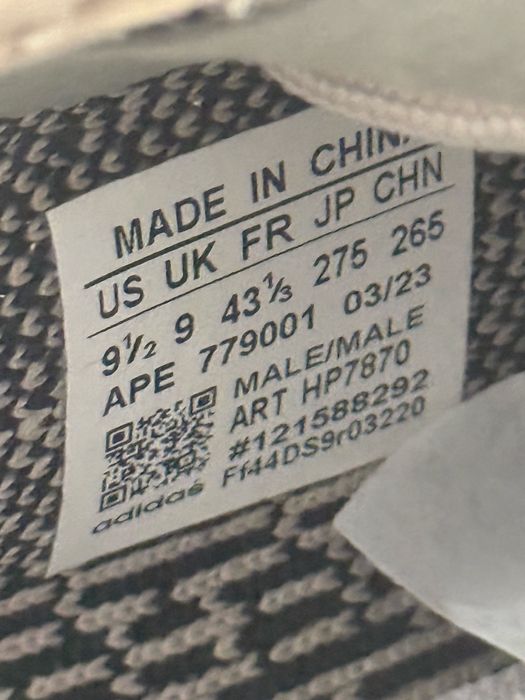 MADE IN CHINA
US UK FR JP CHN
9½ 9 43⅓ 275 265
APE 779001 03/23
MALE/MALE
ART HP7870
#121588292
Ff44DS9r03220
adidas